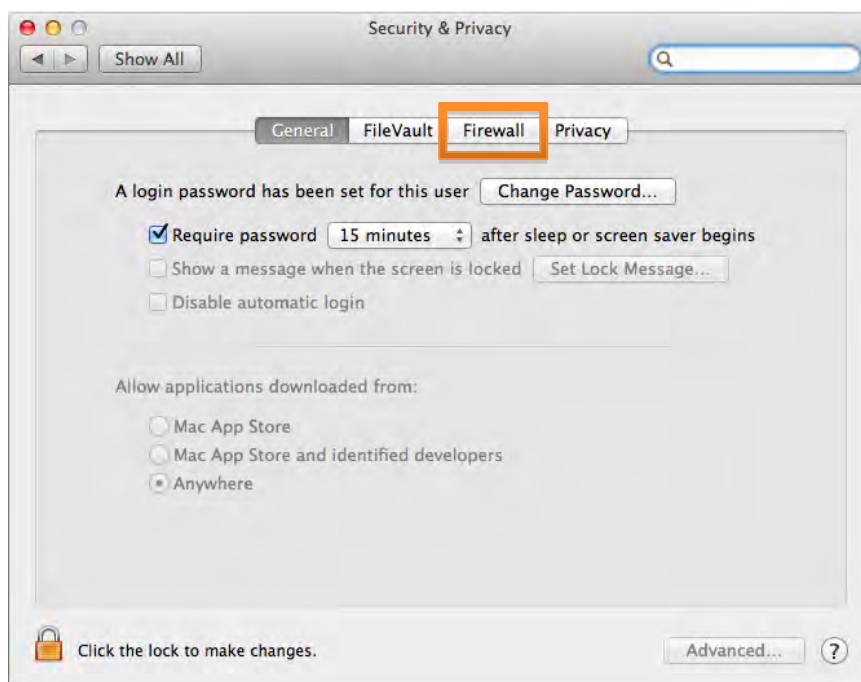 Security & Privacy
Show All
General FileVault Firewall Privacy
A login password has been set for this user Change Password...
Require password 15 minutes after sleep or screen saver begins
Show a message when the screen is locked Set Lock Message...
Disable automatic login
Allow applications downloaded from:
Mac App Store
Mac App Store and identified developers
Anywhere
Click the lock to make changes. Advanced... ?